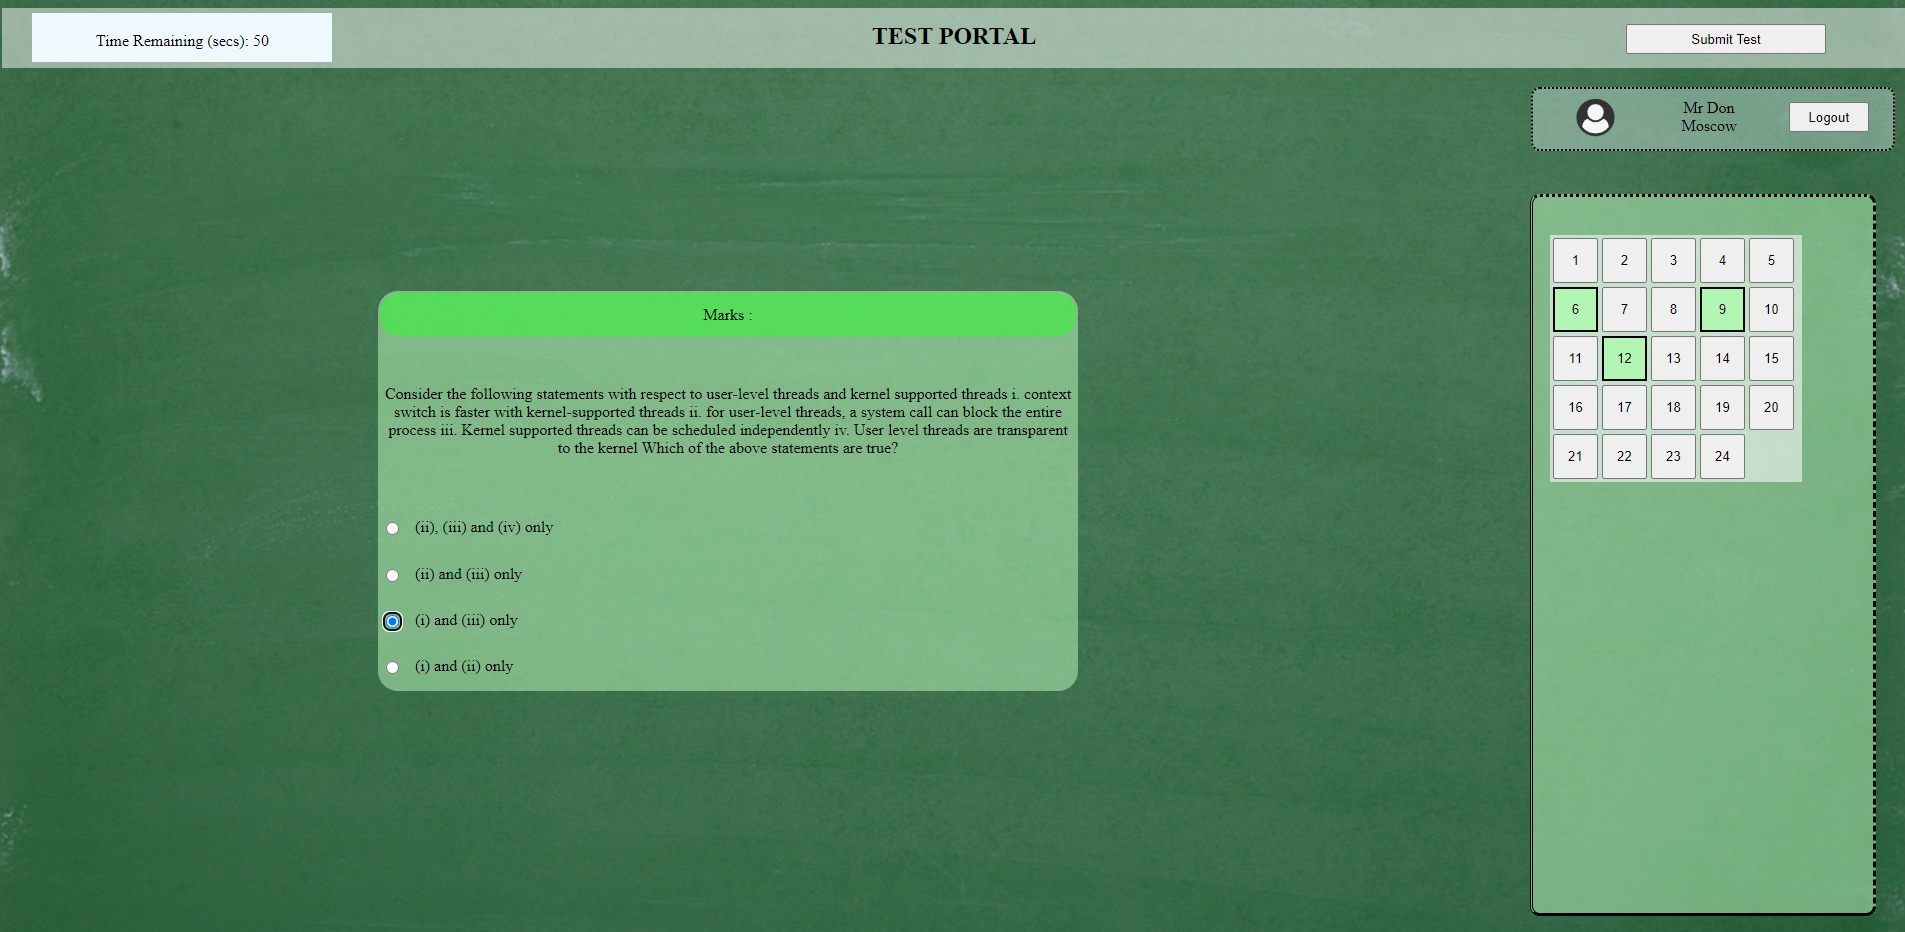 Time Remaining (secs): 50
TEST PORTAL
Submit Test
Mr Don
Moscow
Logout
Marks :
Consider the following statements with respect to user-level threads and kernel supported threads i. context
switch is faster with kernel-supported threads ii. for user-level threads, a system call can block the entire
process iii. Kernel supported threads can be scheduled independently iv. User level threads are transparent
to the kernel Which of the above statements are true?
(ii), (iii) and (iv) only
(ii) and (iii) only
(i) and (iii) only
(i) and (ii) only
1 2 3 4 5
6 7 8 9 10
11 12 13 14 15
16 17 18 19 20
21 22 23 24